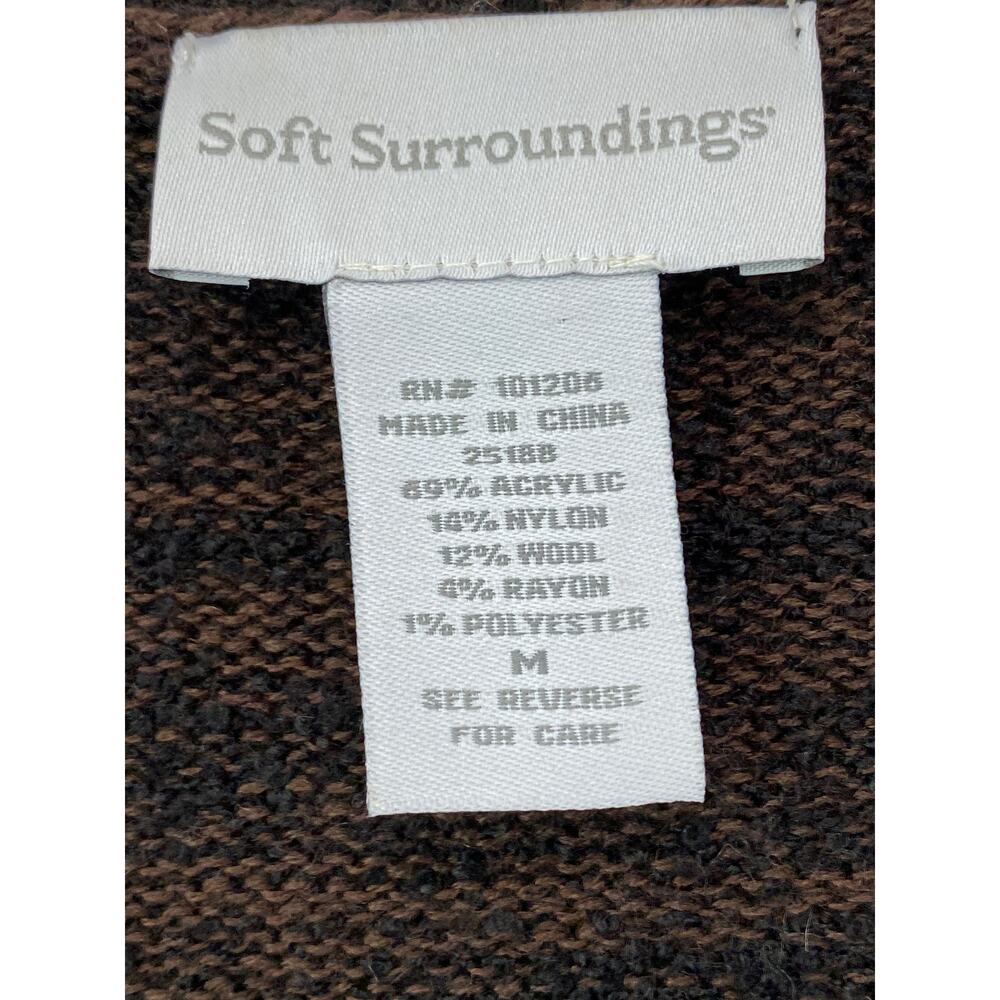 Soft Surroundings
RN# 101206
MADE IN CHINA
25188
69% ACRYLIC
14% NYLON
12% WOOL
4% RAYON
1% POLYESTER
M
SEE REVERSE
FOR CARE